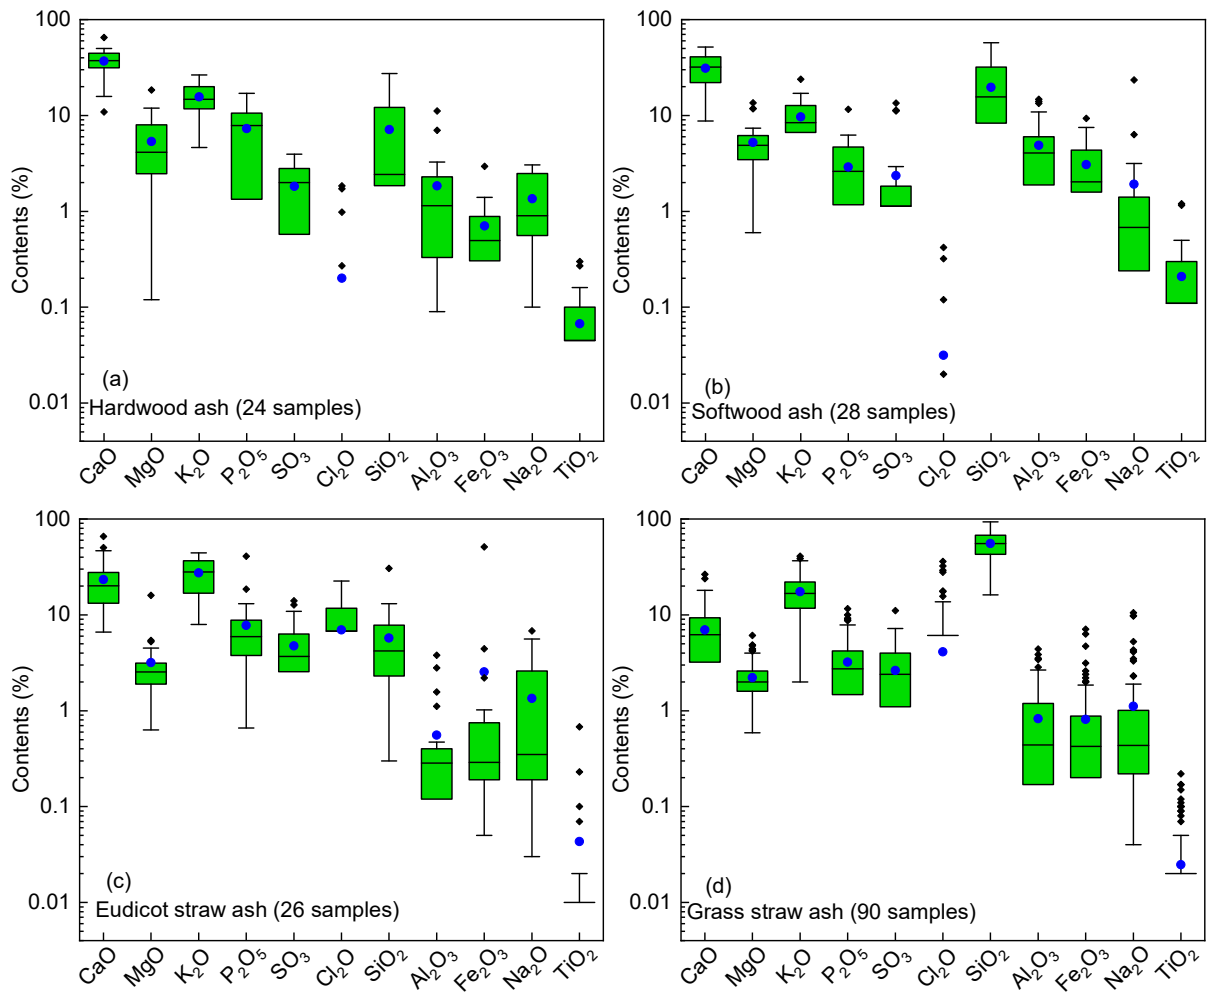 100
10
1
0.1
0.01
Contents (%)
(a)
Hardwood ash (24 samples)
CaO
MgO
K₂O
P₂O₅
SO₃
Cl₂O
SiO₂
Al₂O₃
Fe₂O₃
Na₂O
TiO₂
100
10
1
0.1
0.01
Contents (%)
(b)
Softwood ash (28 samples)
CaO
MgO
K₂O
P₂O₅
SO₃
Cl₂O
SiO₂
Al₂O₃
Fe₂O₃
Na₂O
TiO₂
100
10
1
0.1
0.01
Contents (%)
(c)
Eudicot straw ash (26 samples)
CaO
MgO
K₂O
P₂O₅
SO₃
Cl₂O
SiO₂
Al₂O₃
Fe₂O₃
Na₂O
TiO₂
100
10
1
0.1
0.01
Contents (%)
(d)
Grass straw ash (90 samples)
CaO
MgO
K₂O
P₂O₅
SO₃
Cl₂O
SiO₂
Al₂O₃
Fe₂O₃
Na₂O
TiO₂